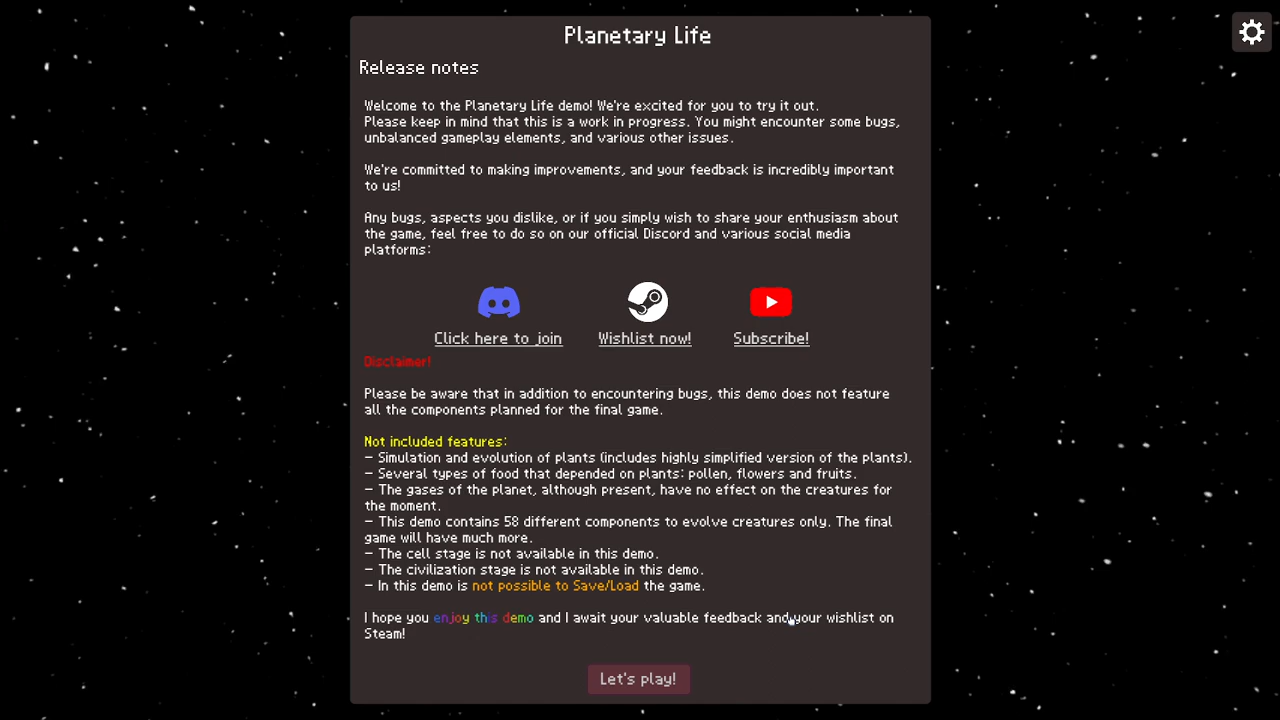 Planetary Life
Release notes
Welcome to the Planetary Life demo! We're excited for you to try it out.
Please keep in mind that this is a work in progress. You might encounter some bugs,
unbalanced gameplay elements, and various other issues.
We're committed to making improvements, and your feedback is incredibly important
to us!
Any bugs, aspects you dislike, or if you simply wish to share your enthusiasm about
the game, feel free to do so on our official Discord and various social media
platforms:
Click here to join
Wishlist now!
Subscribe!
Disclaimer!
Please be aware that in addition to encountering bugs, this demo does not feature
all the components planned for the final game.
Not included features:
- Simulation and evolution of plants (includes highly simplified version of the plants).
- Several types of food that depended on plants: pollen, flowers and fruits.
- The gases of the planet, although present, have no effect on the creatures for
the moment.
- This demo contains 58 different components to evolve creatures only. The final
game will have much more.
- The cell stage is not available in this demo.
- The civilization stage is not available in this demo.
- In this demo is not possible to Save/Load the game.
I hope you enjoy this demo and I await your valuable feedback and your wishlist on
Steam!
Let's play!